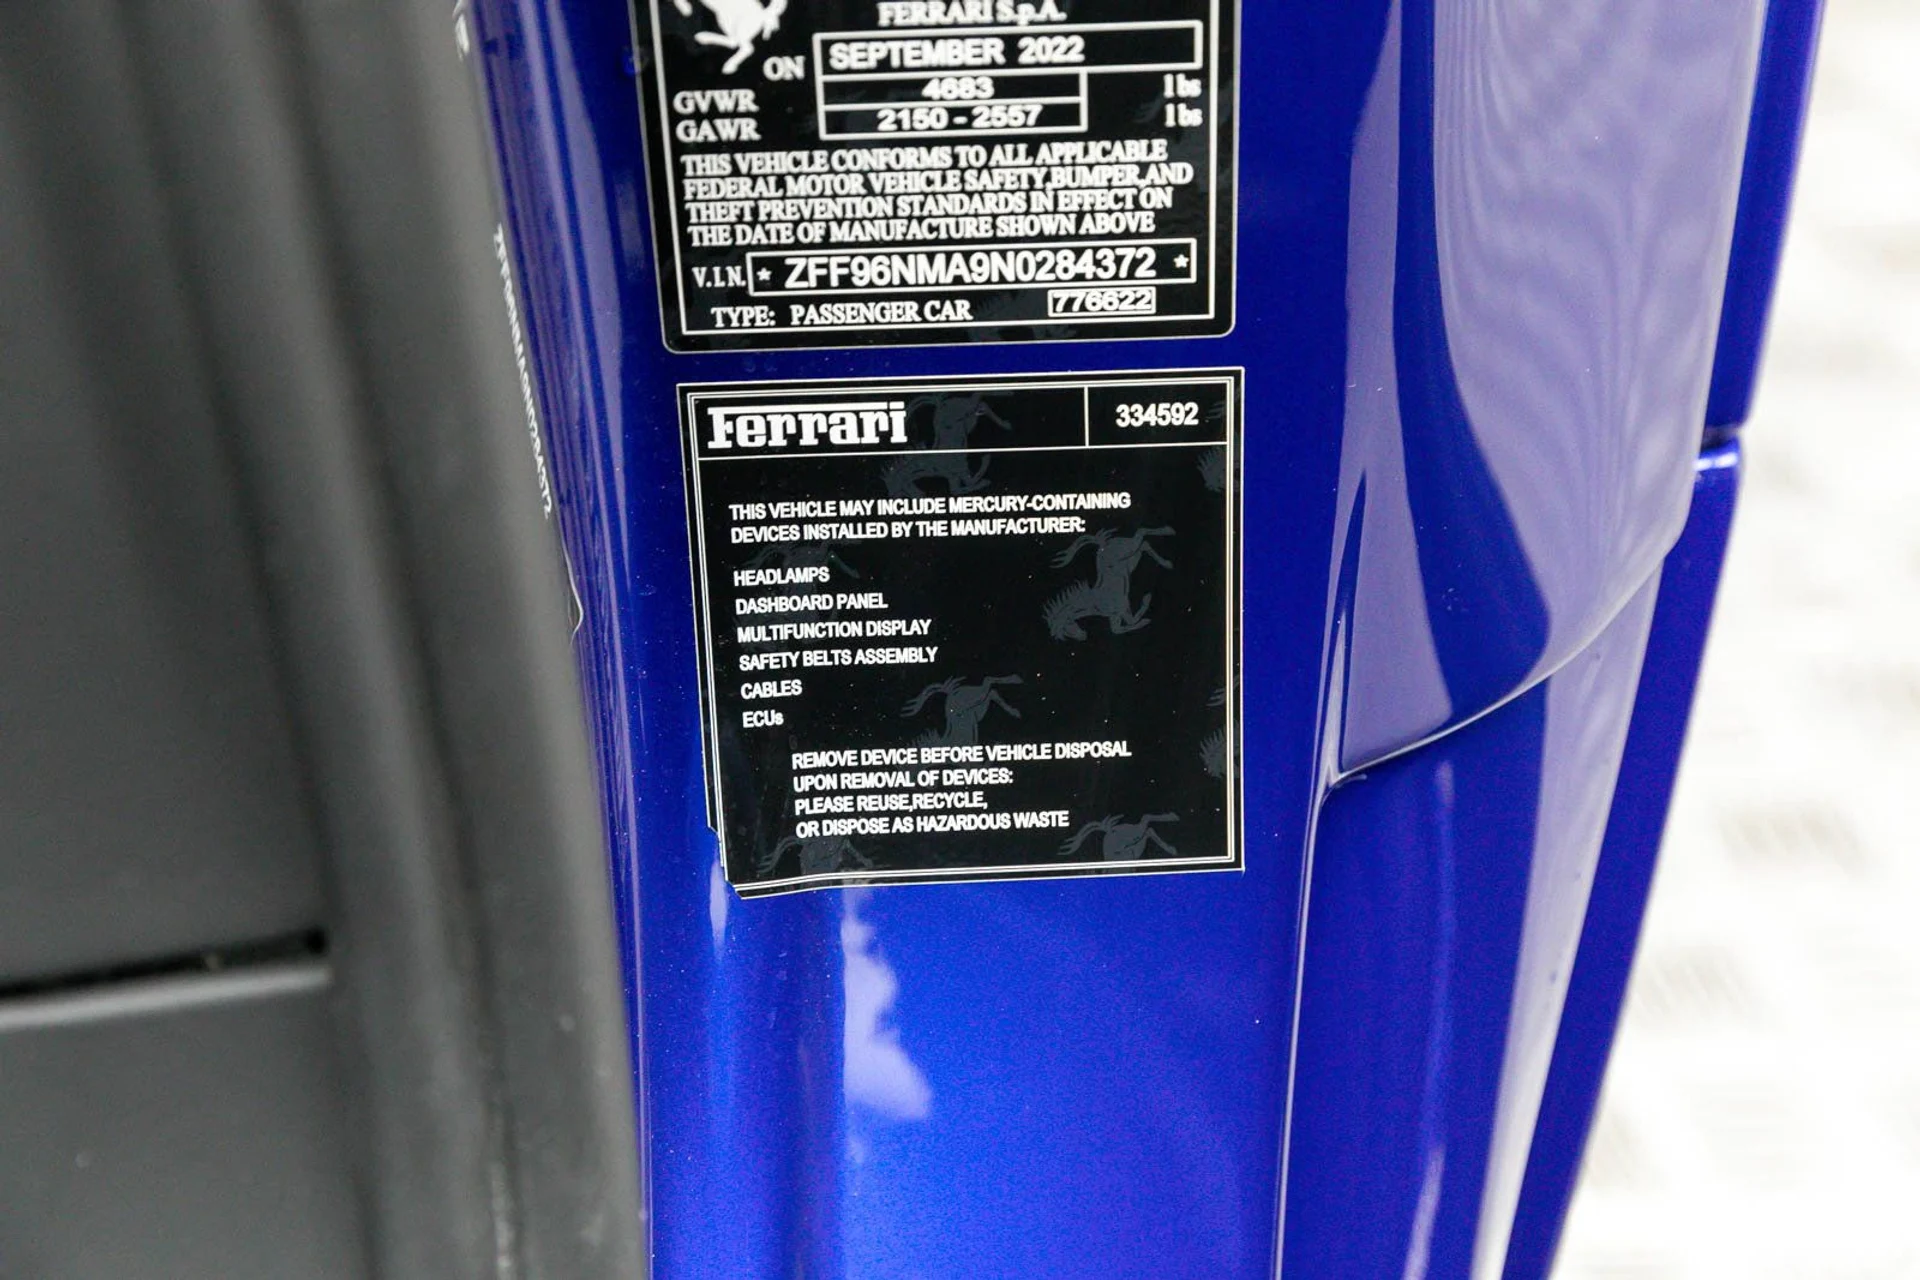 FERRARI S.p.A.
ON SEPTEMBER 2022
GVWR 4683 lbs
GAWR 2150 - 2557 lbs
THIS VEHICLE CONFORMS TO ALL APPLICABLE
FEDERAL MOTOR VEHICLE SAFETY,BUMPER,AND
THEFT PREVENTION STANDARDS IN EFFECT ON
THE DATE OF MANUFACTURE SHOWN ABOVE
V.I.N. * ZFF96NMA9N0284372 *
TYPE: PASSENGER CAR 776622
ZFF96NMA9N0284372
Ferrari 334592
THIS VEHICLE MAY INCLUDE MERCURY-CONTAINING
DEVICES INSTALLED BY THE MANUFACTURER:
HEADLAMPS
DASHBOARD PANEL
MULTIFUNCTION DISPLAY
SAFETY BELTS ASSEMBLY
CABLES
ECUs
REMOVE DEVICE BEFORE VEHICLE DISPOSAL
UPON REMOVAL OF DEVICES:
PLEASE REUSE,RECYCLE,
OR DISPOSE AS HAZARDOUS WASTE